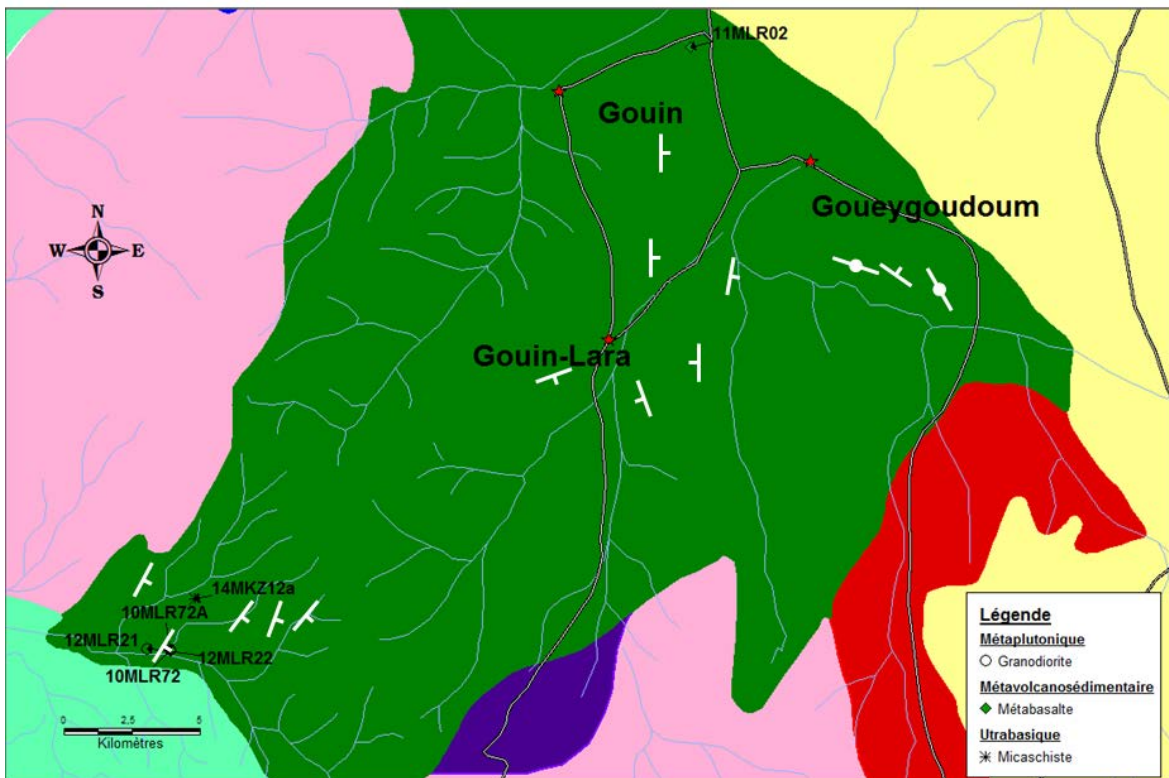 11MLR02
Gouin
Goueygoudoum
N
W E
S
Gouin-Lara
14MKZ12a
10MLR72A
12MLR21
12MLR22
10MLR72
0 2,5 5
Kilomètres
Légende
Métaplutonique
Granodiorite
Métavolcanosédimentaire
Métabasalte
Utrabasique
Micaschiste